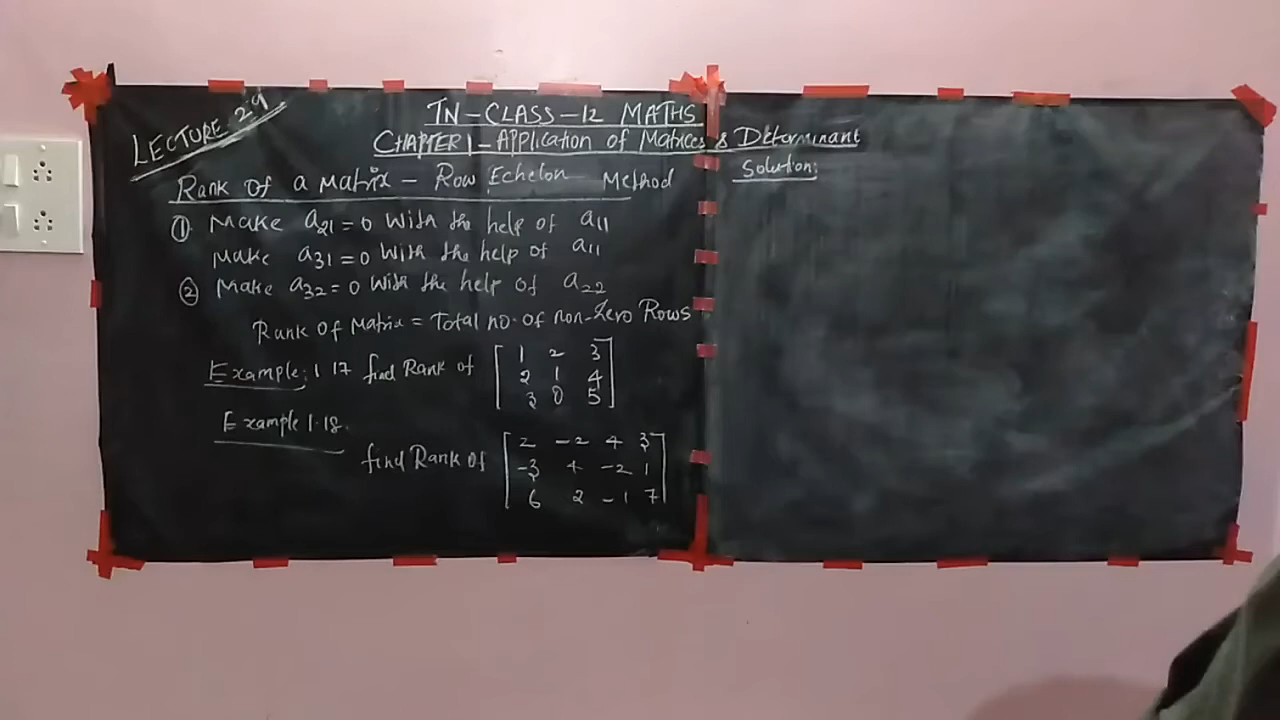 LECTURE 2.9
TN-CLASS-12 MATHS
CHAPTER 1 - Application of Matrices & Determinant
Rank of a Matrix - Row Echelon Method
① Make a21 = 0 with the help of a11
Make a31 = 0 with the help of a11
② Make a32 = 0 with the help of a22
Rank of Matrix = Total no. of non-Zero Rows
Example: 1.17 find Rank of
1 2 3
2 1 4
3 0 5
Example 1.18.
find Rank of
2 -2 4 3
-3 4 -2 1
6 2 -1 7
Solution: